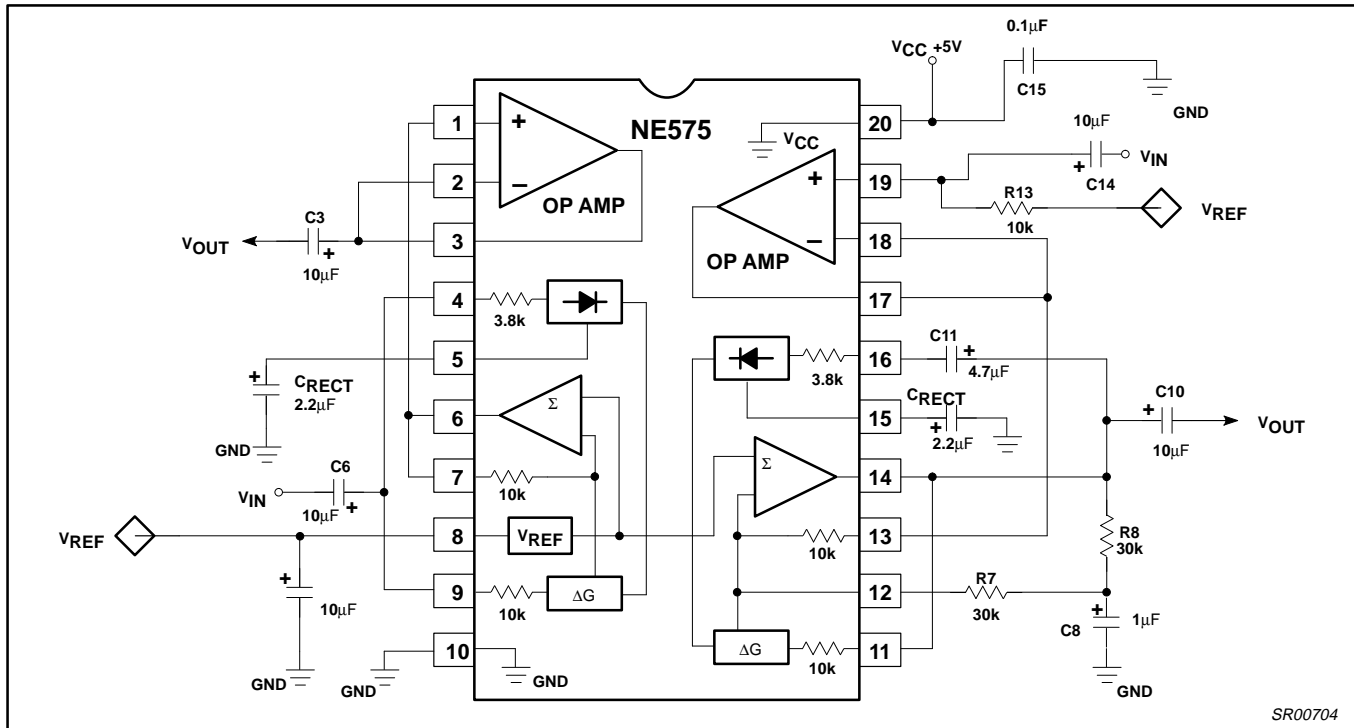 0.1μF
VCC +5V
C15
GND
NE575
1
+
20
VCC
10μF
VIN
+
C14
2
−
OP AMP
+
19
R13
10k
VREF
C3
VOUT
+
10μF
3
OP AMP
−
18
4
3.8k
17
C11
+
4.7μF
16
3.8k
5
+
CRECT
2.2μF
GND
Σ
6
CRECT
15
+
2.2μF
C10
+
10μF
VOUT
C6
VIN
10μF
+
7
10k
Σ
14
VREF
8
VREF
10k
13
R8
30k
+
10μF
9
10k
ΔG
12
R7
30k
+
C8
1μF
GND
10
GND
GND
ΔG
10k
11
GND
SR00704